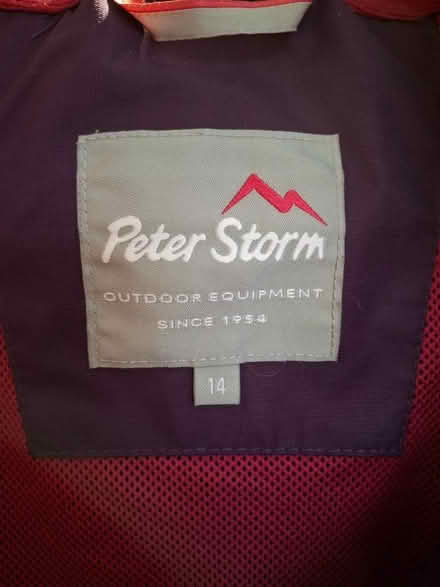 Peter Storm
OUTDOOR EQUIPMENT
SINCE 1954
14